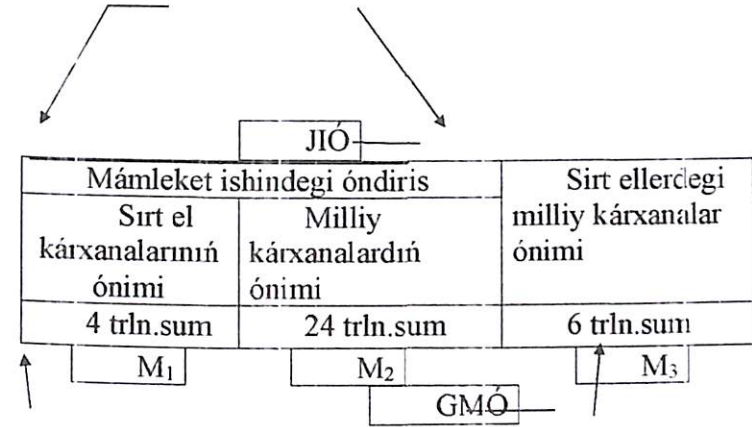 JIÓ
Mámleket ishindegi óndiris
Sırt el
kárxanalarınıń
ónimi
Milliy
kárxanalardıń
ónimi
Sirt ellerdegi
milliy kárxanalar
ónimi
4 trln.sum
24 trln.sum
6 trln.sum
M₁
M₂
M₃
GMÓ